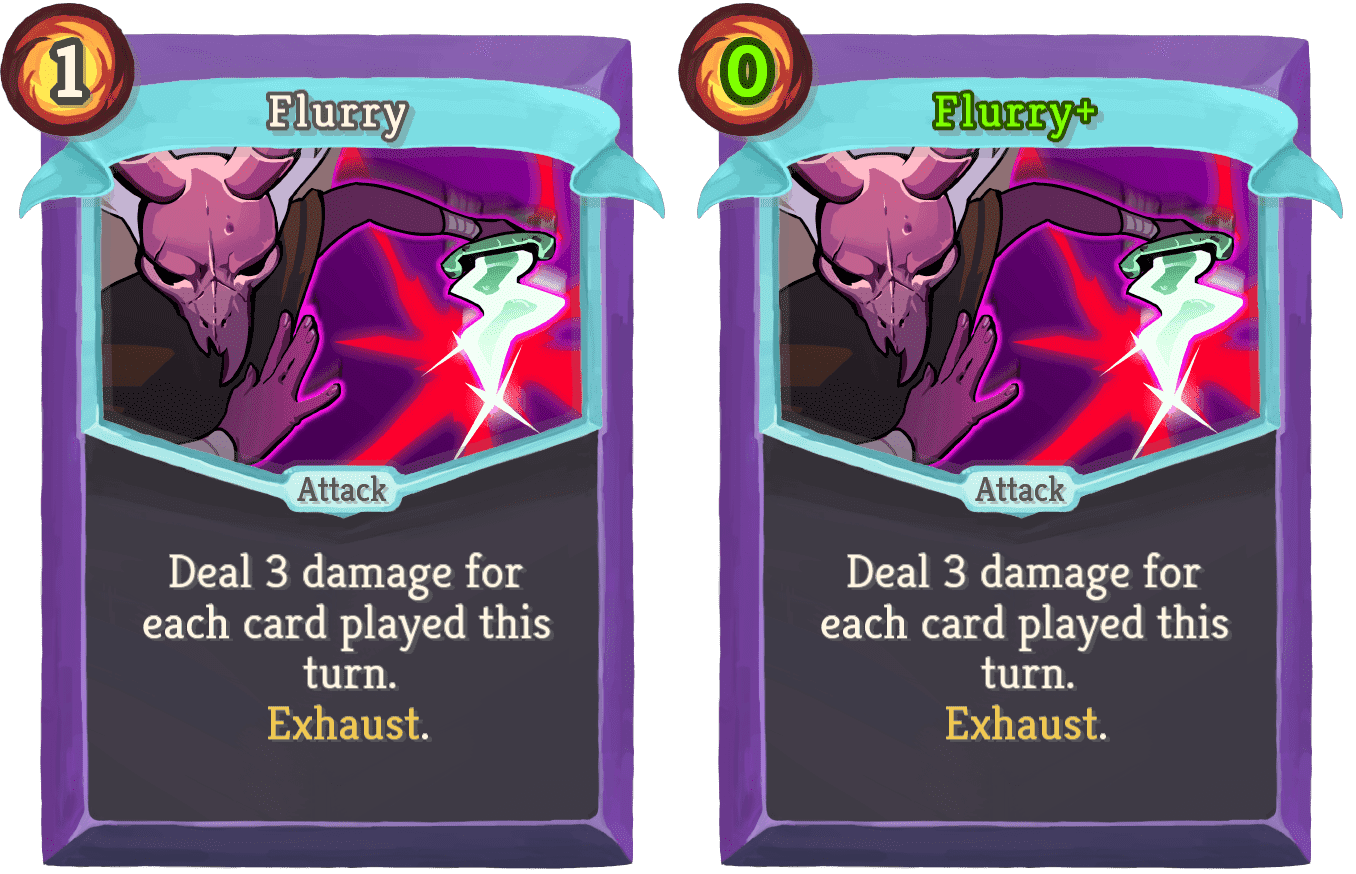 1
Flurry
Attack
Deal 3 damage for
each card played this
turn.
Exhaust.
0
Flurry+
Attack
Deal 3 damage for
each card played this
turn.
Exhaust.